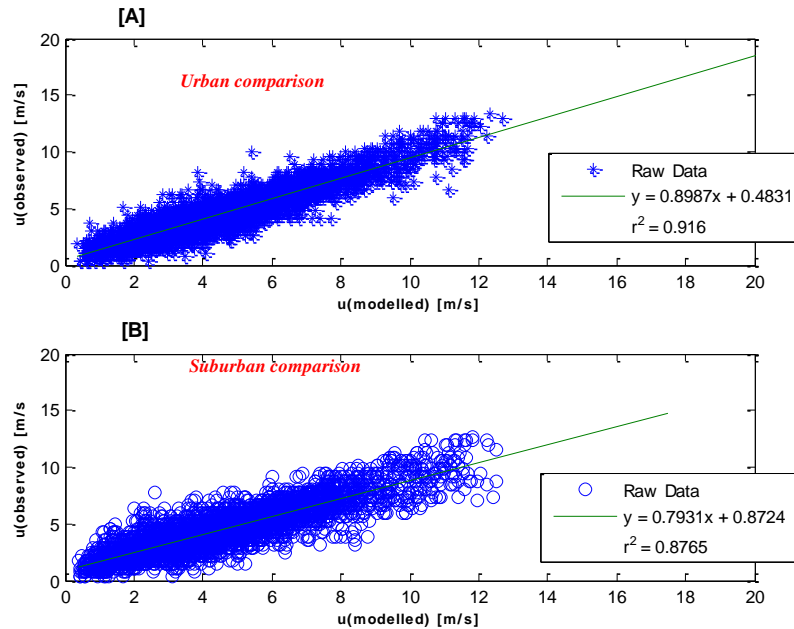 [A]
Urban comparison
u(observed) [m/s]
20
15
10
5
0
Raw Data
y = 0.8987x + 0.4831
r² = 0.916
0 2 4 6 8 10 12 14 16 18 20
u(modelled) [m/s]
[B]
Suburban comparison
u(observed) [m/s
20
15
10
5
0
Raw Data
y = 0.7931x + 0.8724
r² = 0.8765
0 2 4 6 8 10 12 14 16 18 20
u(modelled) [m/s]